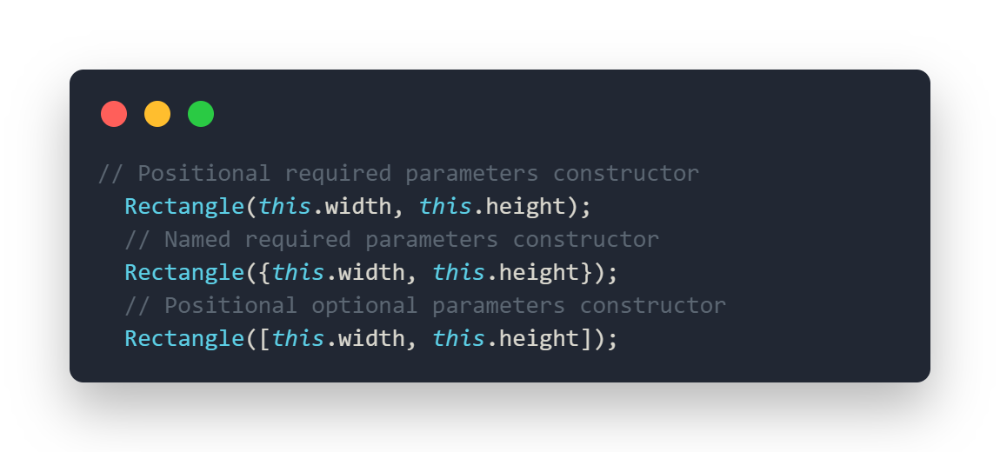 // Positional required parameters constructor
Rectangle(this.width, this.height);
// Named required parameters constructor
Rectangle({this.width, this.height});
// Positional optional parameters constructor
Rectangle([this.width, this.height]);